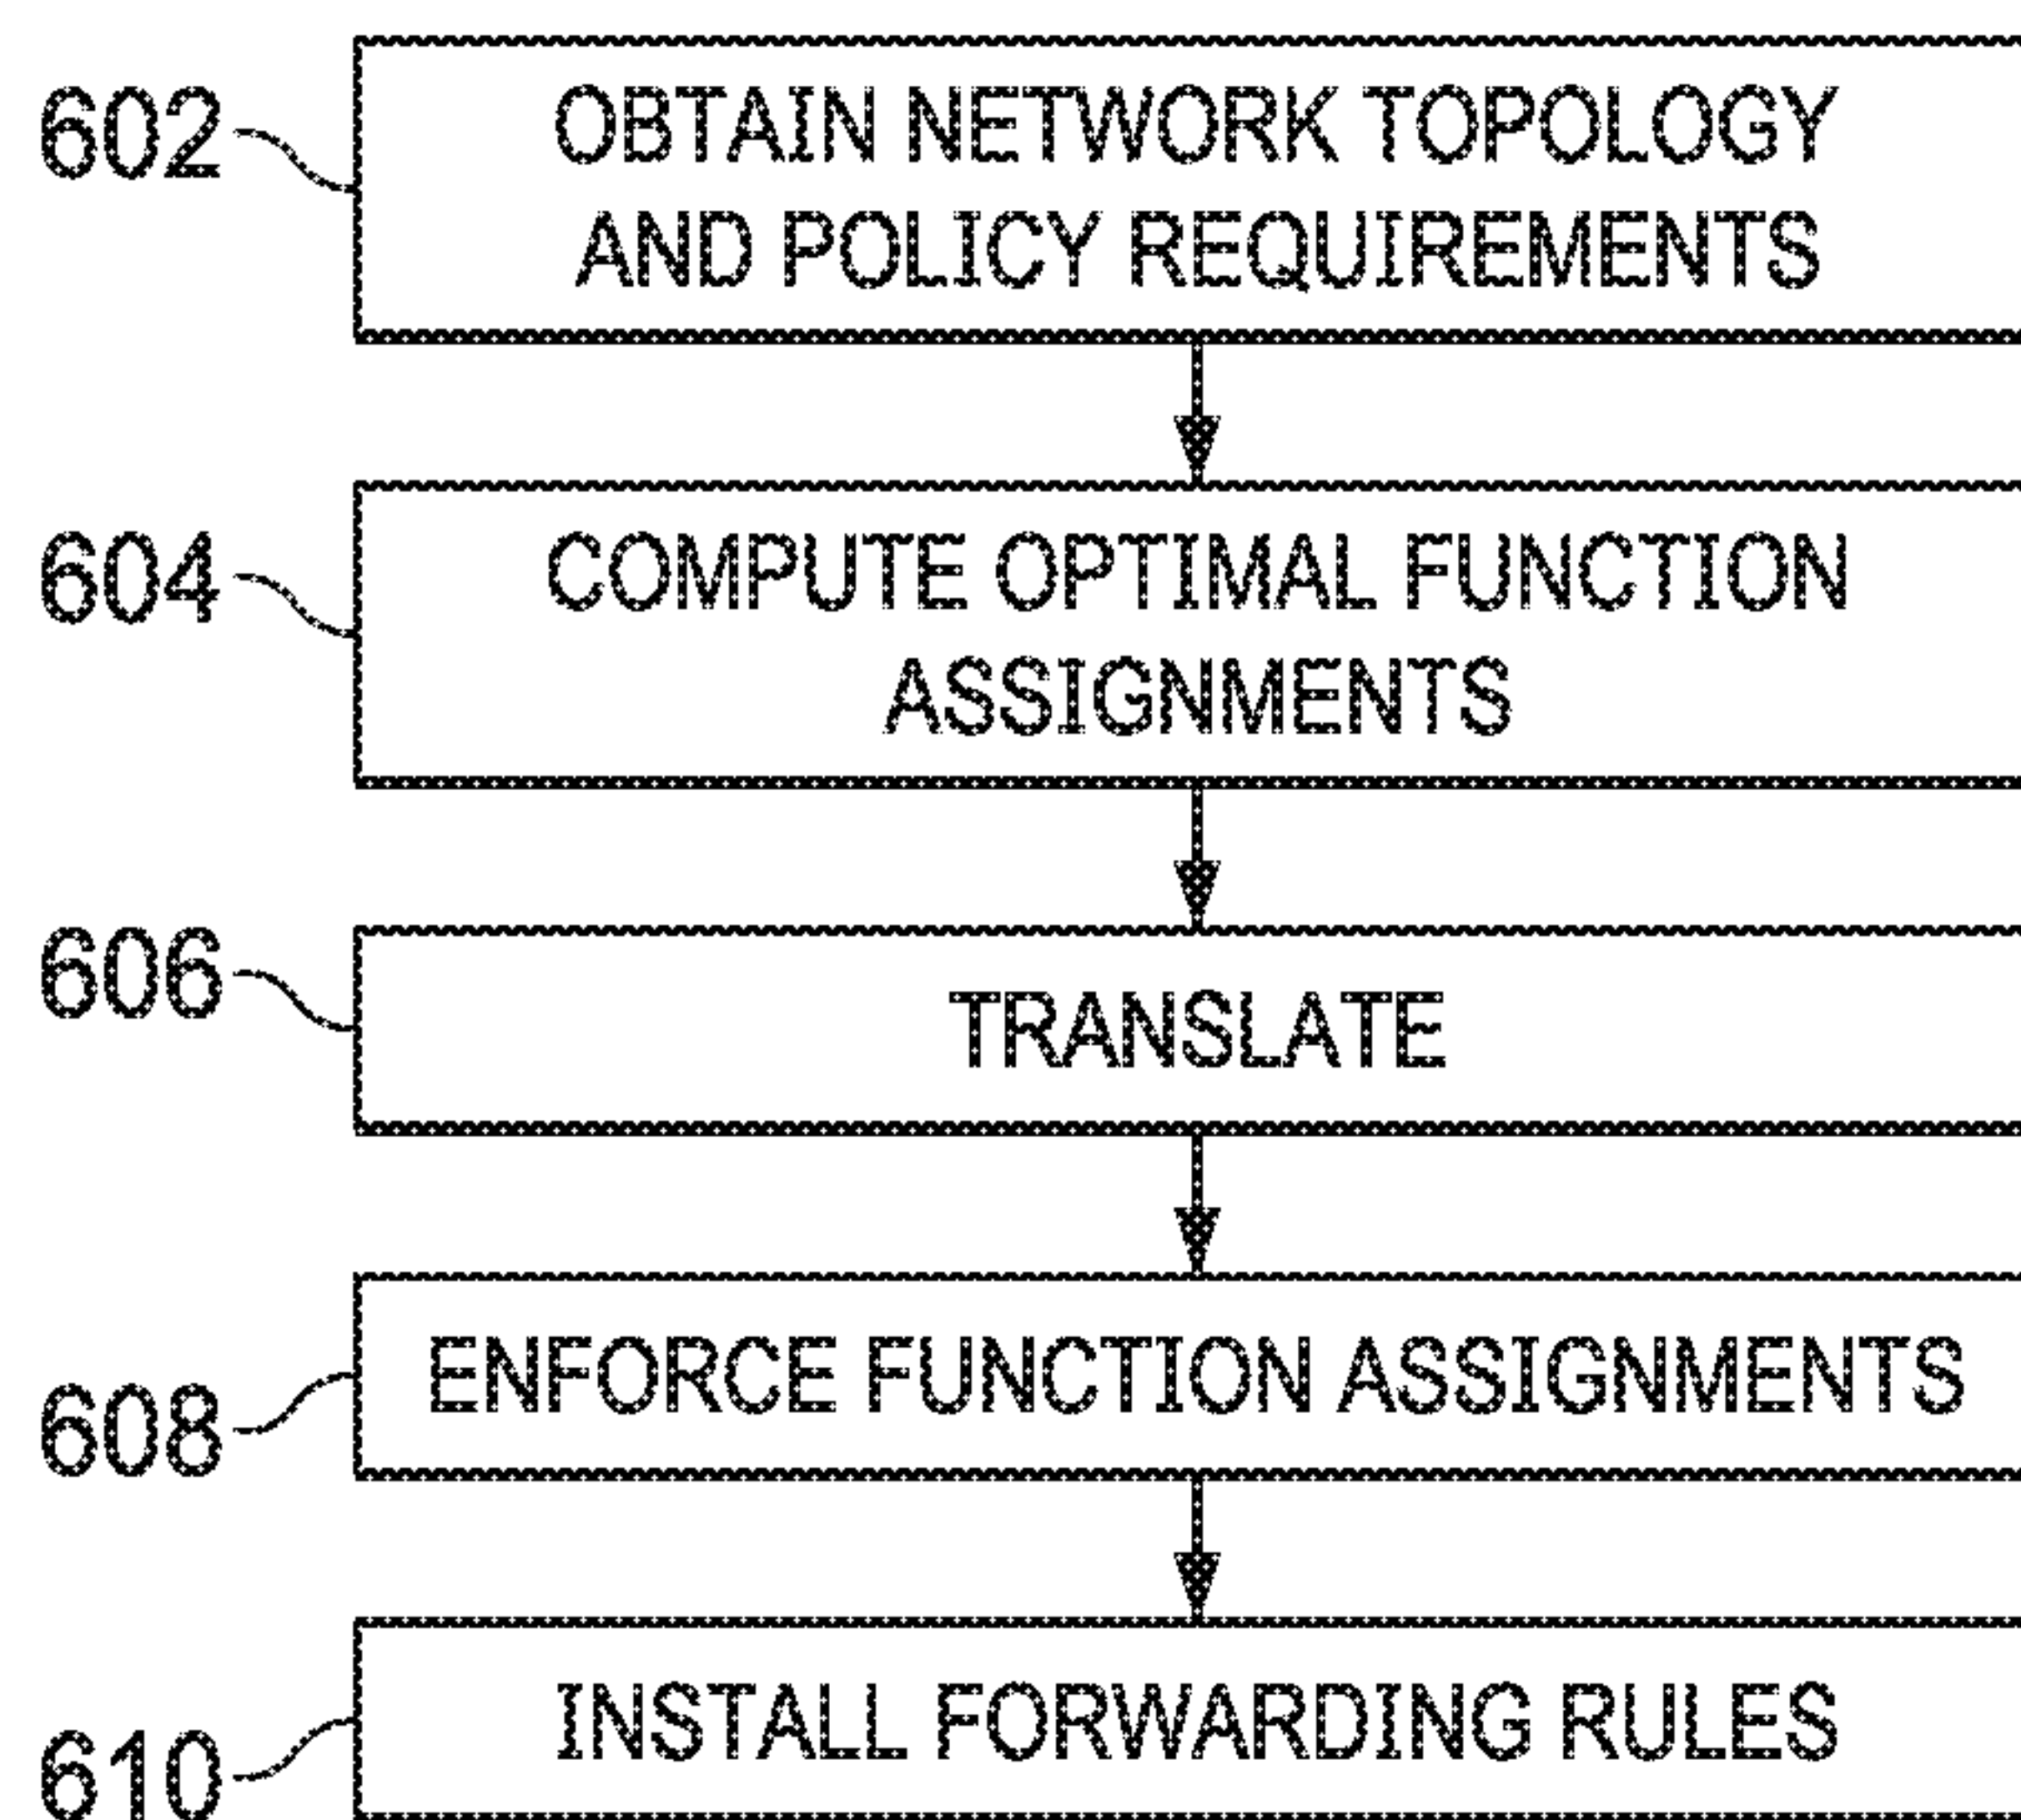 602
OBTAIN NETWORK TOPOLOGY
AND POLICY REQUIREMENTS
604
COMPUTE OPTIMAL FUNCTION
ASSIGNMENTS
606
TRANSLATE
608
ENFORCE FUNCTION ASSIGNMENTS
610
INSTALL FORWARDING RULES